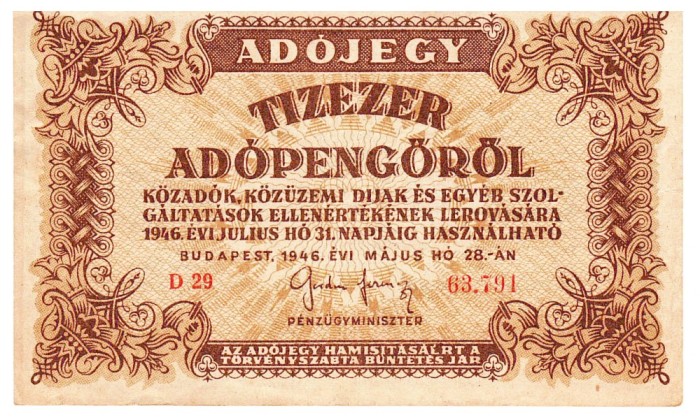 ADÓJEGY
TIZEZER
ADÓPENGŐRŐL
KÖZADÓK, KÖZÜZEMI DIJAK ÉS EGYÉB SZOL-
GÁLTATÁSOK ELLENÉRTÉKÉNEK LEROVÁSÁRA
1946. ÉVI JULIUS HÓ 31. NAPJÁIG HASZNÁLHATÓ
BUDAPEST, 1946. ÉVI MÁJUS HÓ 28.-ÁN
D 29 63.791
PÉNZÜGYMINISZTER
AZ ADÓJEGY HAMISITÁSÁÉRT A
TÖRVÉNYSZABTA BÜNTETÉS JÁR